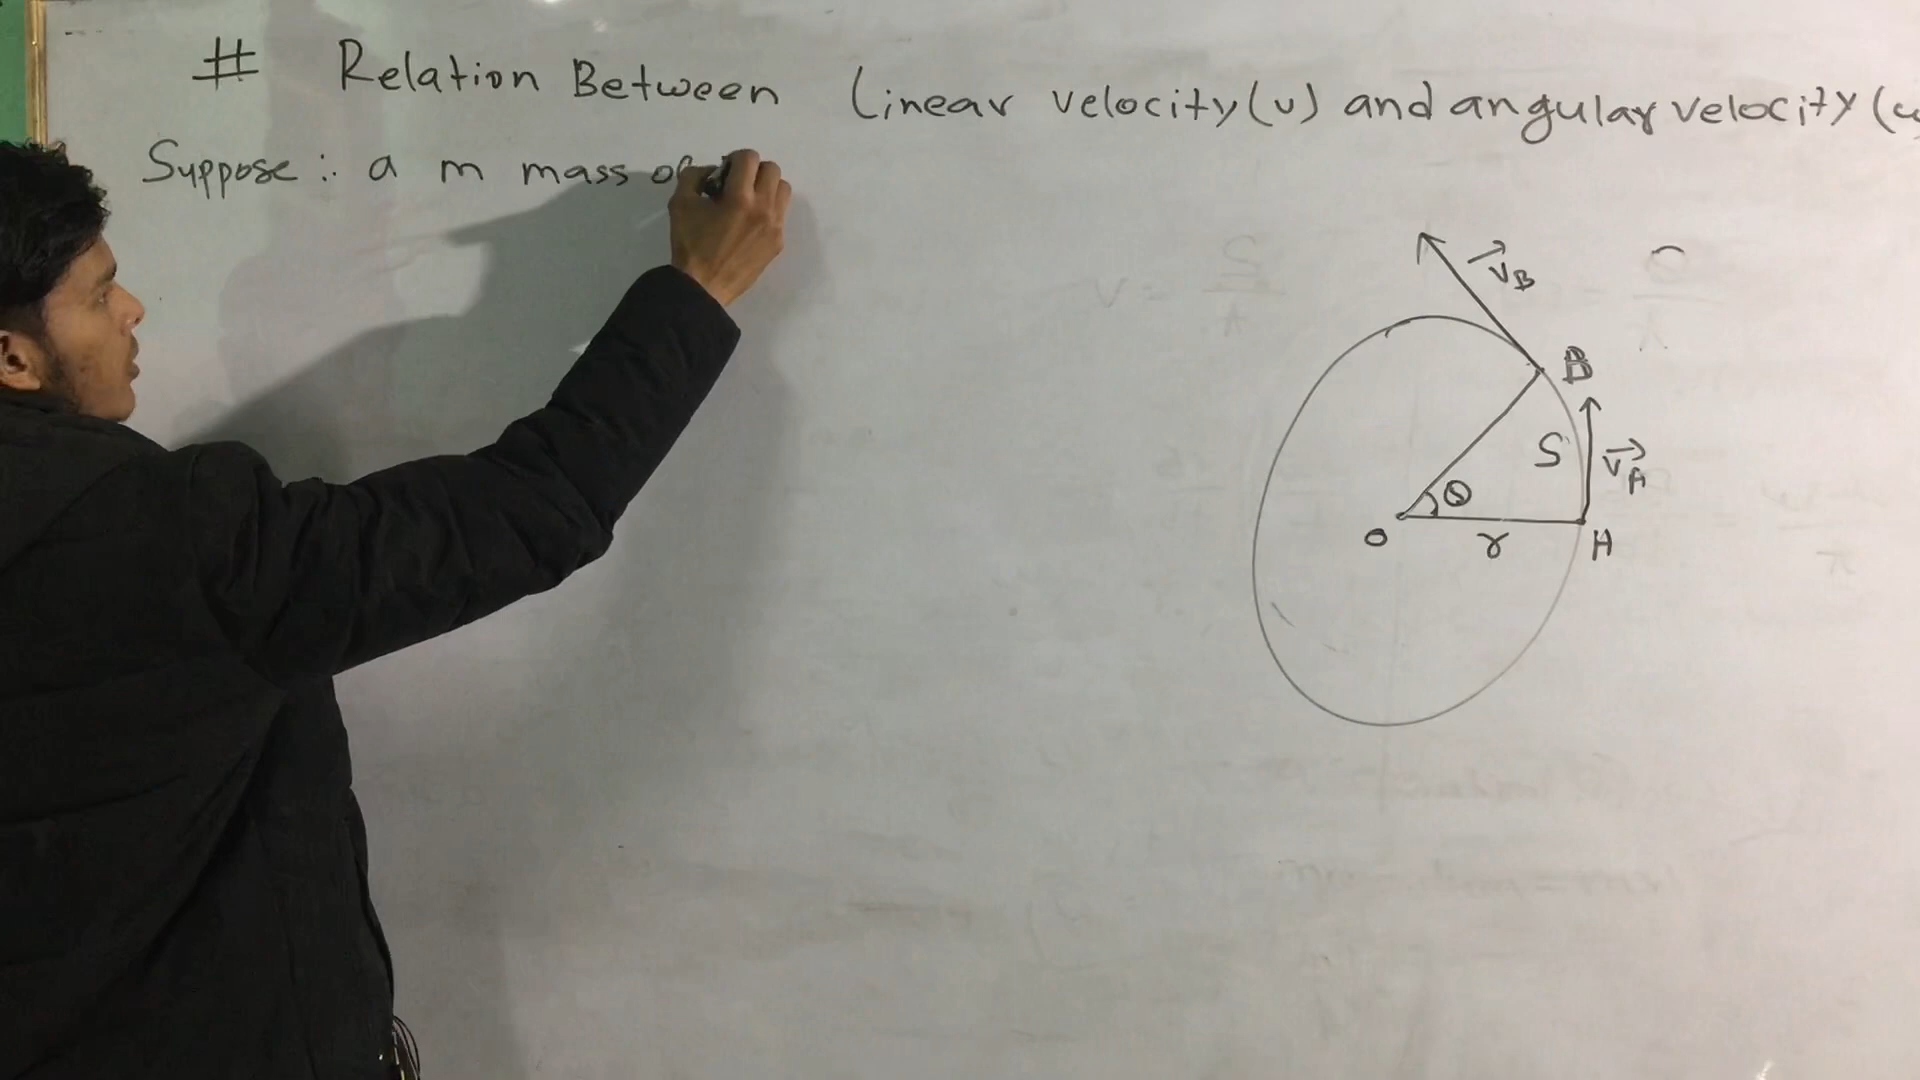 # Relation Between Linear velocity (v) and angular velocity (
Suppose :. a m mass of
v⃗B
B
S
v⃗A
θ
O
r
A